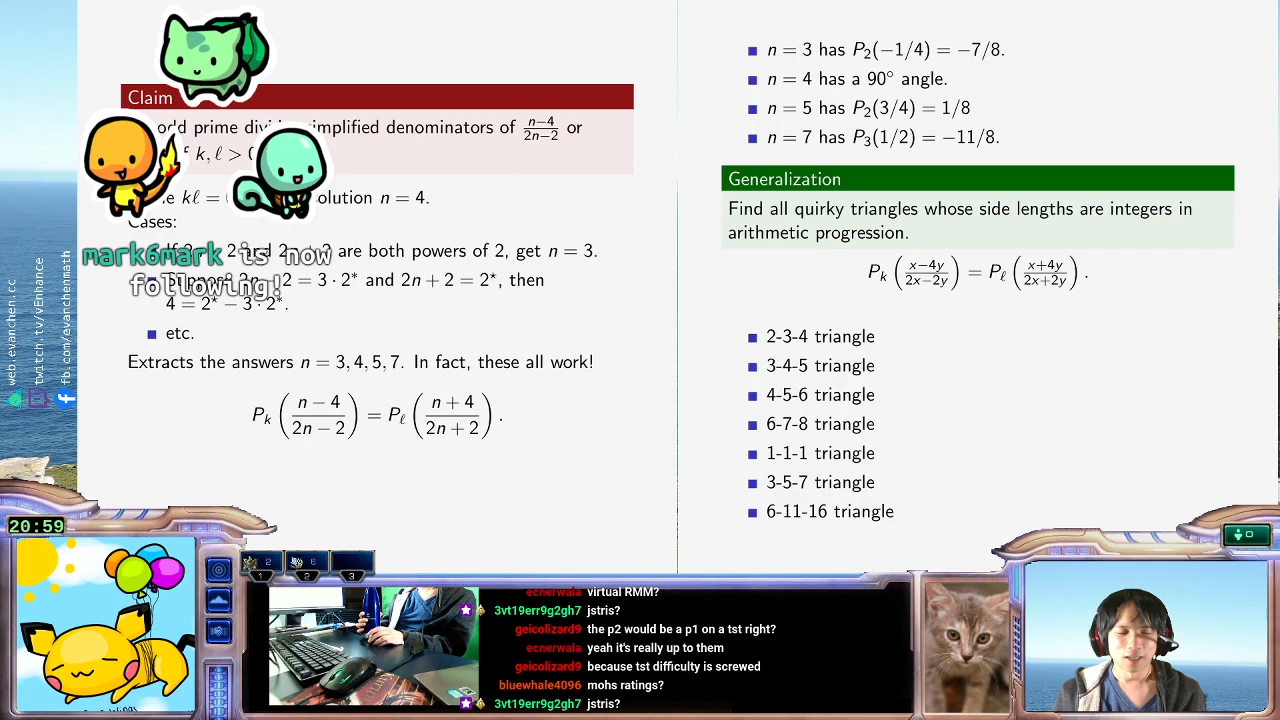 Claim
odd prime divi simplified denominators of n−4/2n−2 or
if k, ℓ > 0
kℓ = olution n = 4.
Cases:
If 2 2 and 2 are both powers of 2, get n = 3.
2 = 3 · 2* and 2n + 2 = 2*, then
4 = 2* − 3 · 2*.
etc.
Extracts the answers n = 3, 4, 5, 7. In fact, these all work!
P_k (n−4/2n−2) = P_ℓ (n+4/2n+2).
mark6mark is now
following!
n = 3 has P_2(−1/4) = −7/8.
n = 4 has a 90° angle.
n = 5 has P_2(3/4) = 1/8
n = 7 has P_3(1/2) = −11/8.
Generalization
Find all quirky triangles whose side lengths are integers in
arithmetic progression.
P_k (x−4y/2x−2y) = P_ℓ (x+4y/2x+2y).
2-3-4 triangle
3-4-5 triangle
4-5-6 triangle
6-7-8 triangle
1-1-1 triangle
3-5-7 triangle
6-11-16 triangle
web.evanchen.cc
twitch.tv/vEnhance
fb.com/evanchenmath
20:59
2 6
1 2 3
ecnerwala virtual RMM?
3vt19err9g2gh7 jstris?
geicolizard9 the p2 would be a p1 on a tst right?
ecnerwala yeah it's really up to them
geicolizard9 because tst difficulty is screwed
bluewhale4096 mohs ratings?
3vt19err9g2gh7 jstris?